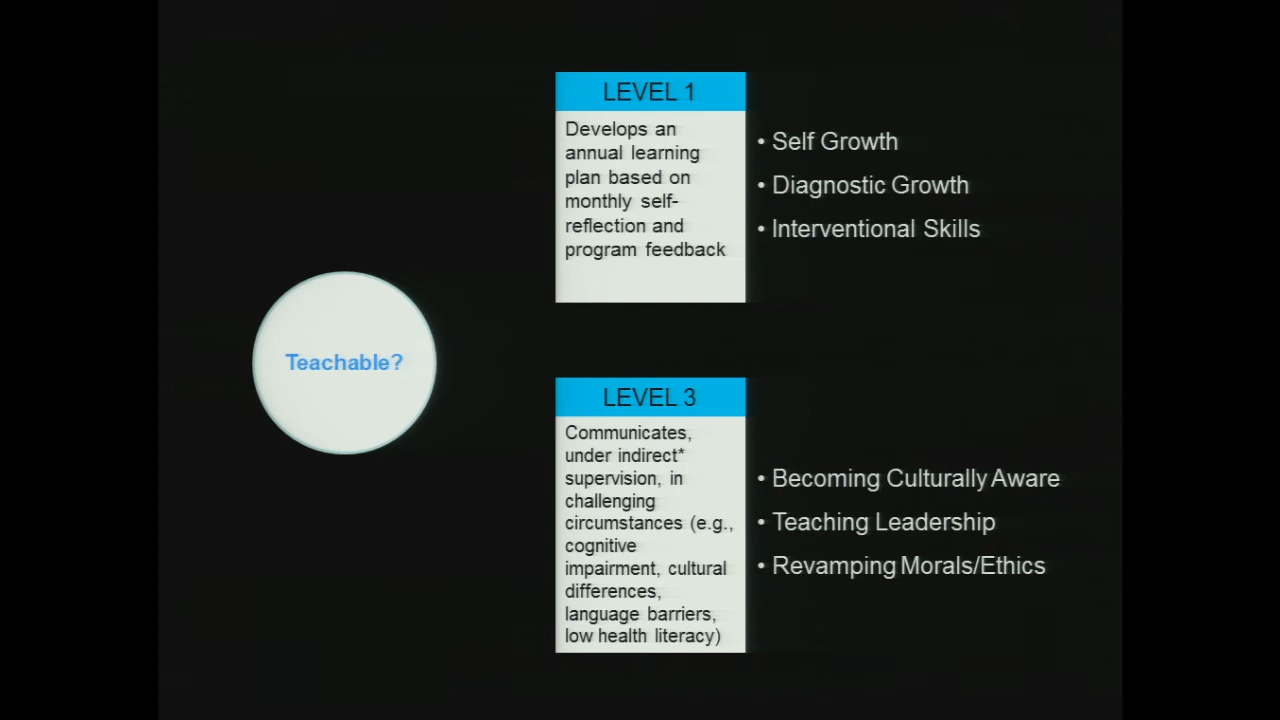 Teachable?
LEVEL 1
Develops an
annual learning
plan based on
monthly self-
reflection and
program feedback
• Self Growth
• Diagnostic Growth
• Interventional Skills
LEVEL 3
Communicates,
under indirect*
supervision, in
challenging
circumstances (e.g.,
cognitive
impairment, cultural
differences,
language barriers,
low health literacy)
• Becoming Culturally Aware
• Teaching Leadership
• Revamping Morals/Ethics